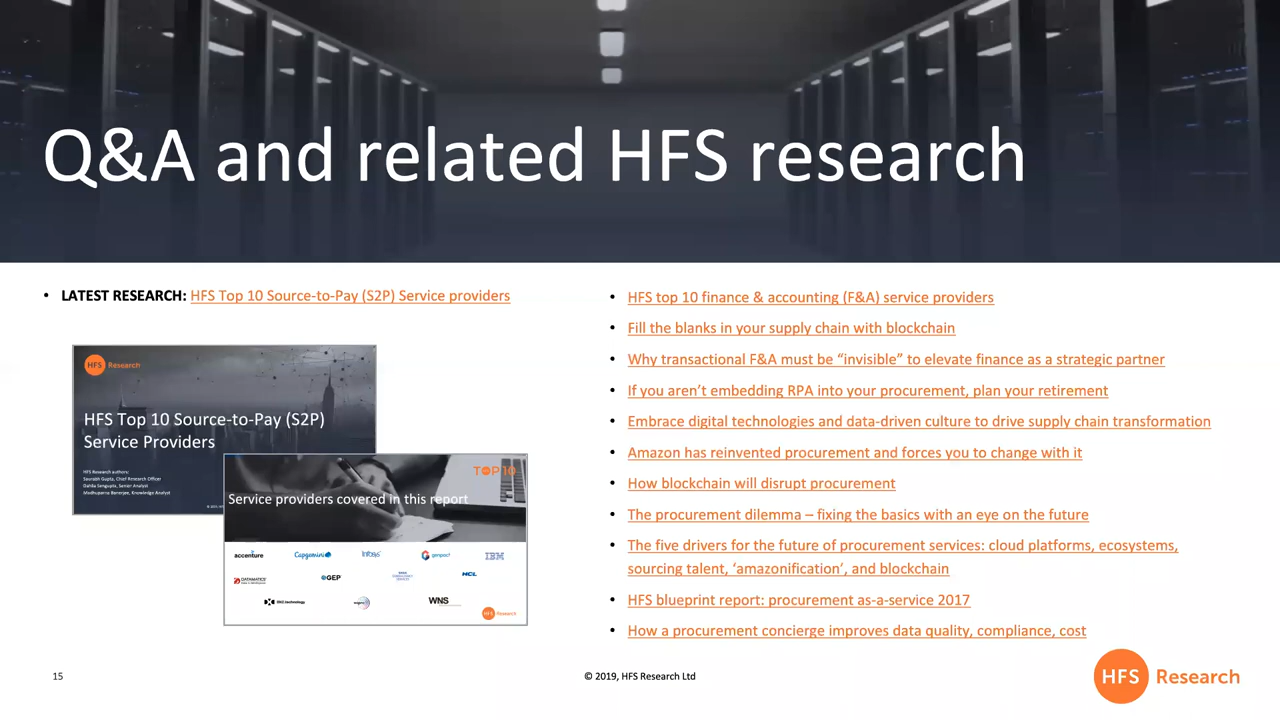 Q&A and related HFS research
• LATEST RESEARCH: HFS Top 10 Source-to-Pay (S2P) Service providers
HFS Research
HFS Top 10 Source-to-Pay (S2P)
Service Providers
HFS Research authors:
Saurabh Gupta, Chief Research Officer
Dalila Sengupta, Senior Analyst
Madhuparna Banerjee, Knowledge Analyst
TOP 10
Service providers covered in this report
accenture Capgemini Infosys genpact IBM
DATAMATICS GEP TATA CONSULTANCY SERVICES HCL
DXC.technology WNS
HFS Research
• HFS top 10 finance & accounting (F&A) service providers
• Fill the blanks in your supply chain with blockchain
• Why transactional F&A must be “invisible” to elevate finance as a strategic partner
• If you aren’t embedding RPA into your procurement, plan your retirement
• Embrace digital technologies and data-driven culture to drive supply chain transformation
• Amazon has reinvented procurement and forces you to change with it
• How blockchain will disrupt procurement
• The procurement dilemma – fixing the basics with an eye on the future
• The five drivers for the future of procurement services: cloud platforms, ecosystems,
sourcing talent, ‘amazonification’, and blockchain
• HFS blueprint report: procurement as-a-service 2017
• How a procurement concierge improves data quality, compliance, cost
15
© 2019, HFS Research Ltd
HFS Research